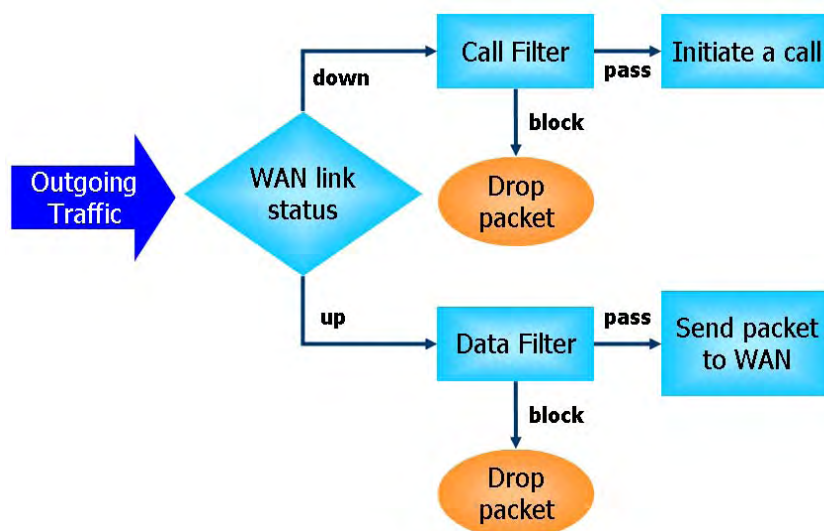 Outgoing
Traffic
WAN link
status
down
Call Filter
pass
Initiate a call
block
Drop
packet
up
Data Filter
pass
Send packet
to WAN
block
Drop
packet